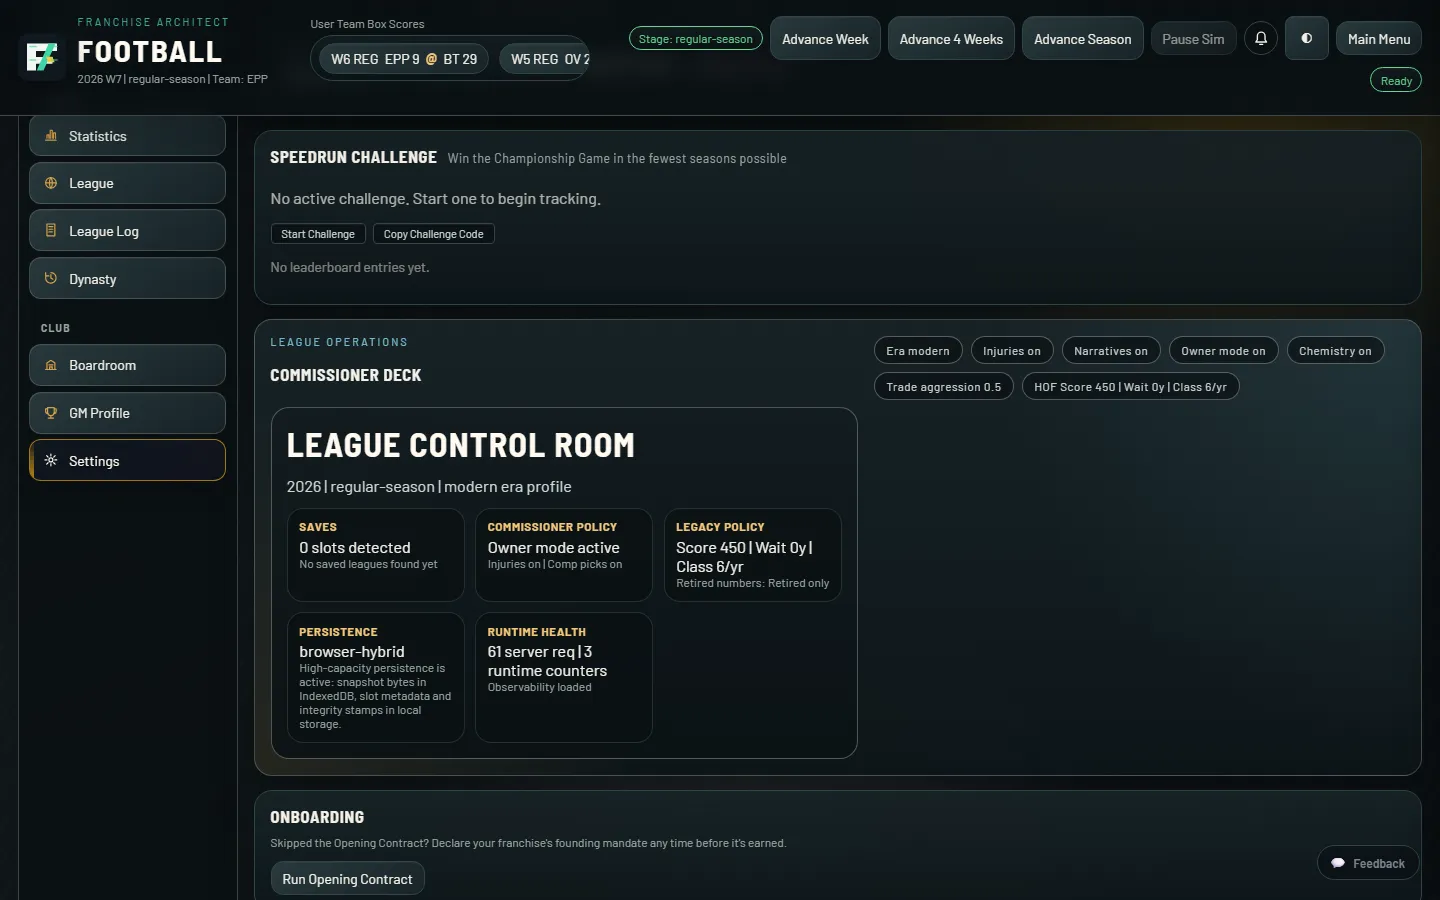 FRANCHISE ARCHITECT
FOOTBALL
2026 W7 | regular-season | Team: EPP
User Team Box Scores
W6 REG EPP 9 @ BT 29
W5 REG OV
Stage: regular-season
Advance Week
Advance 4 Weeks
Advance Season
Pause Sim
Main Menu
Ready
Statistics
League
League Log
Dynasty
CLUB
Boardroom
GM Profile
Settings
SPEEDRUN CHALLENGE Win the Championship Game in the fewest seasons possible
No active challenge. Start one to begin tracking.
Start Challenge
Copy Challenge Code
No leaderboard entries yet.
LEAGUE OPERATIONS
COMMISSIONER DECK
Era modern
Injuries on
Narratives on
Owner mode on
Chemistry on
Trade aggression 0.5
HOF Score 450 | Wait 0y | Class 6/yr
LEAGUE CONTROL ROOM
2026 | regular-season | modern era profile
SAVES
0 slots detected
No saved leagues found yet
COMMISSIONER POLICY
Owner mode active
Injuries on | Comp picks on
LEGACY POLICY
Score 450 | Wait 0y |
Class 6/yr
Retired numbers: Retired only
PERSISTENCE
browser-hybrid
High-capacity persistence is
active: snapshot bytes in
IndexedDB, slot metadata and
integrity stamps in local
storage.
RUNTIME HEALTH
61 server req | 3
runtime counters
Observability loaded
ONBOARDING
Skipped the Opening Contract? Declare your franchise's founding mandate any time before it's earned.
Run Opening Contract
Feedback